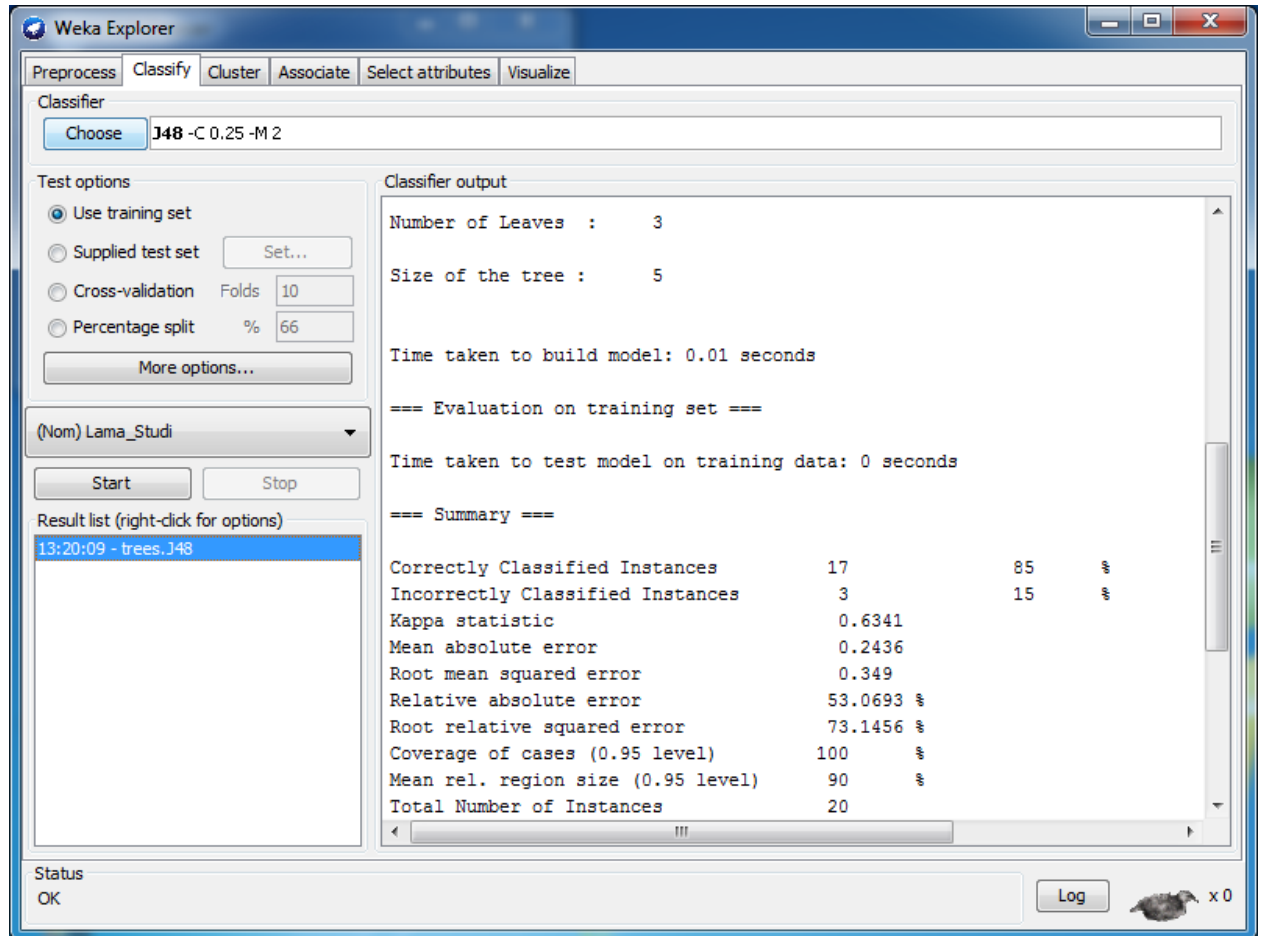 Weka Explorer
Preprocess Classify Cluster Associate Select attributes Visualize
Classifier
Choose J48 -C 0.25 -M 2
Test options
Use training set
Supplied test set Set...
Cross-validation Folds 10
Percentage split % 66
More options...
(Nom) Lama_Studi
Start Stop
Result list (right-click for options)
13:20:09 - trees.J48
Classifier output
Number of Leaves : 3
Size of the tree : 5
Time taken to build model: 0.01 seconds
=== Evaluation on training set ===
Time taken to test model on training data: 0 seconds
=== Summary ===
Correctly Classified Instances 17 85 %
Incorrectly Classified Instances 3 15 %
Kappa statistic 0.6341
Mean absolute error 0.2436
Root mean squared error 0.349
Relative absolute error 53.0693 %
Root relative squared error 73.1456 %
Coverage of cases (0.95 level) 100 %
Mean rel. region size (0.95 level) 90 %
Total Number of Instances 20
Status
OK
Log x 0